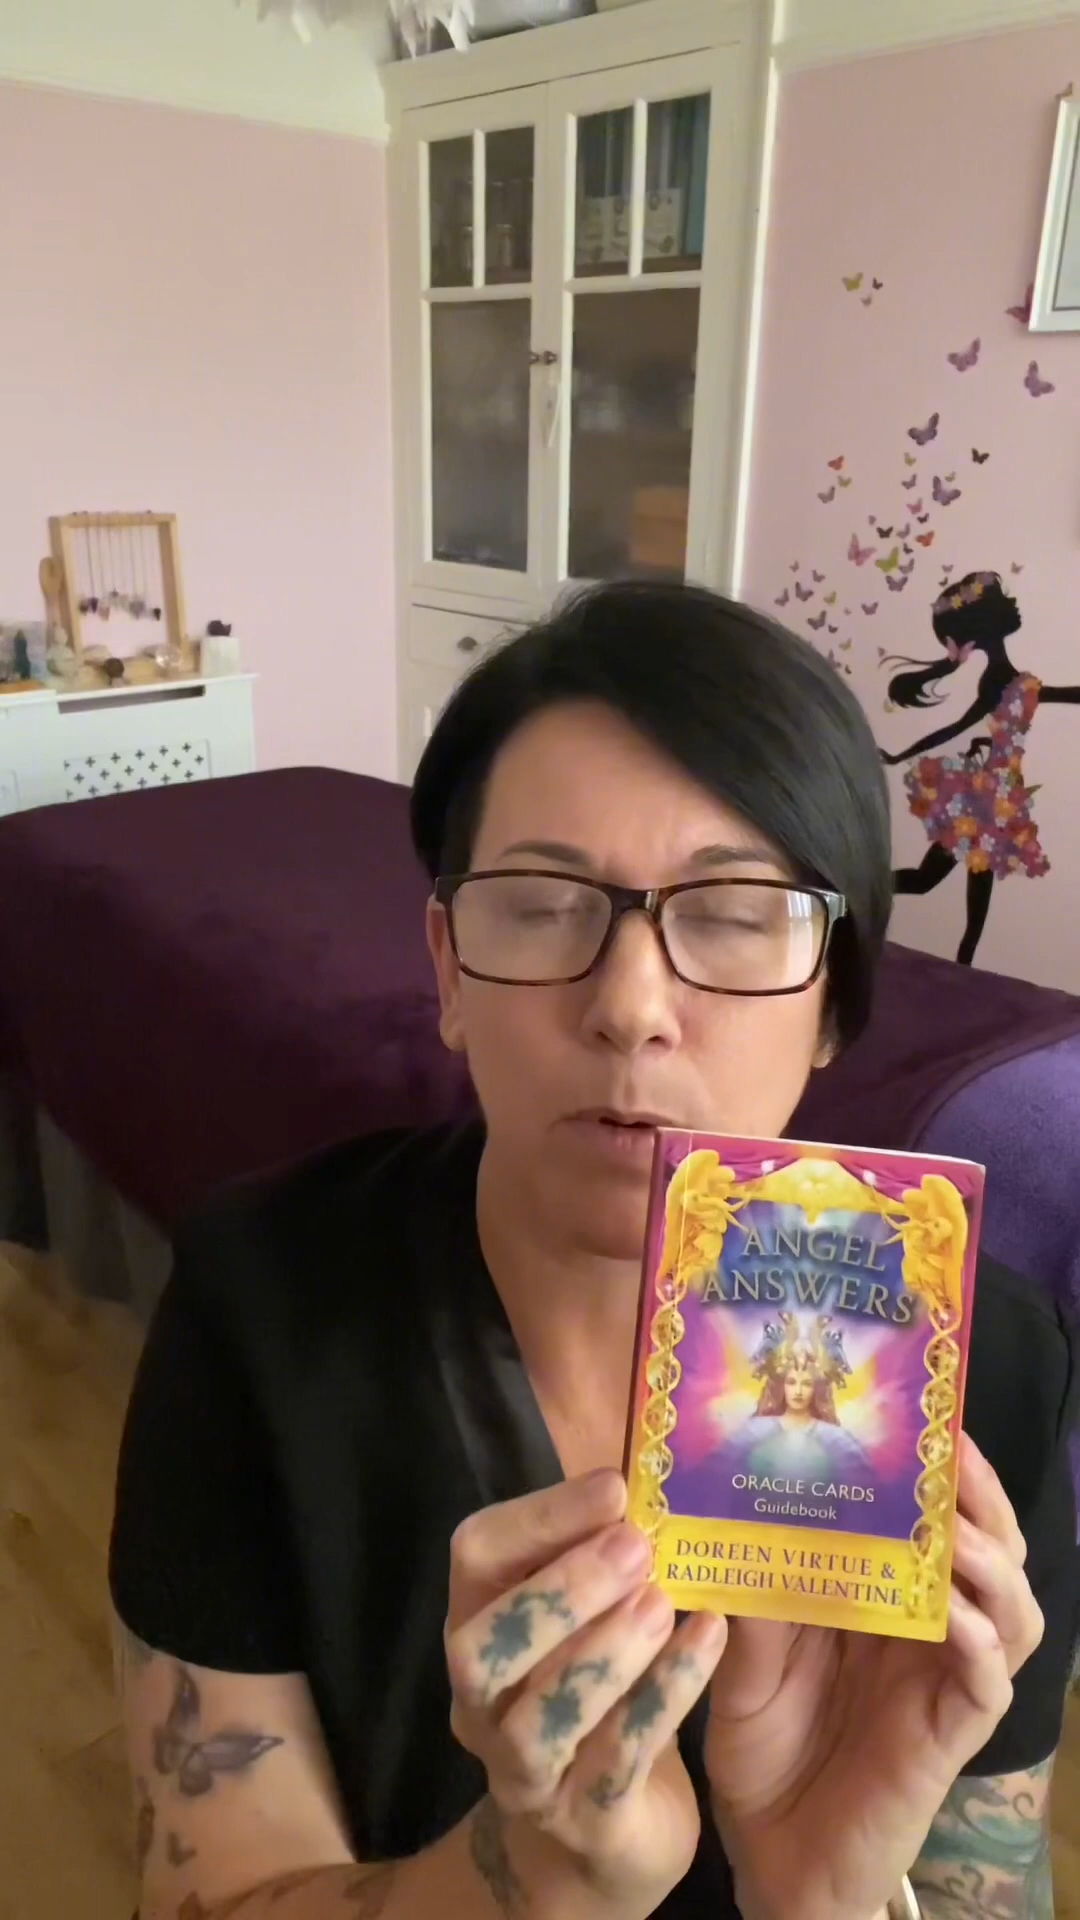 ANGEL
ANSWERS
ORACLE CARDS
Guidebook
DOREEN VIRTUE &
RADLEIGH VALENTINE